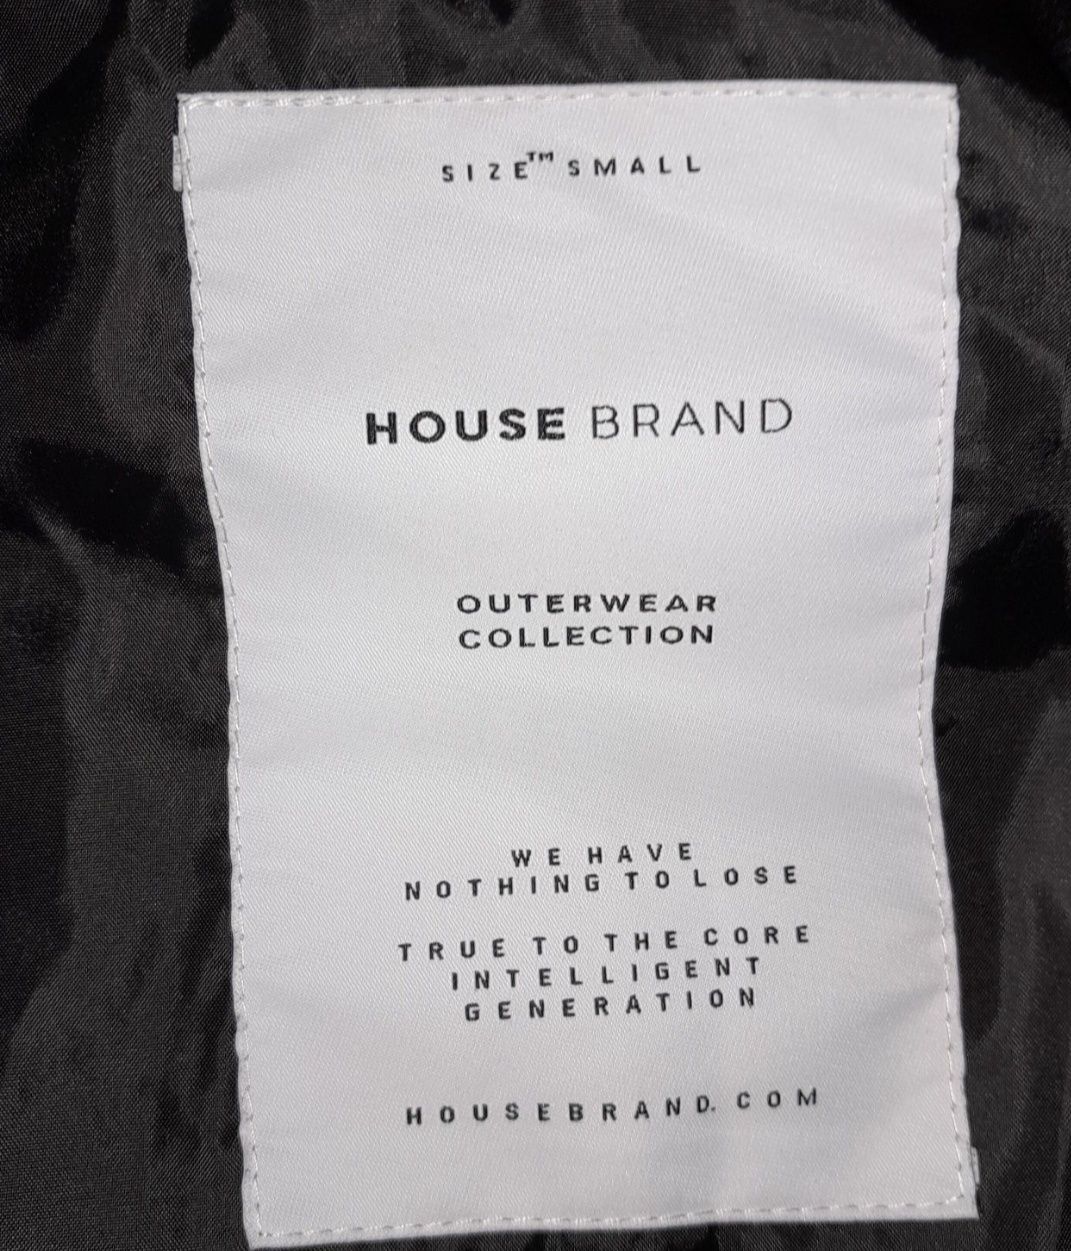 SIZE™ SMALL
HOUSE BRAND
OUTERWEAR
COLLECTION
WE HAVE
NOTHING TO LOSE
TRUE TO THE CORE
INTELLIGENT
GENERATION
HOUSEBRAND.COM